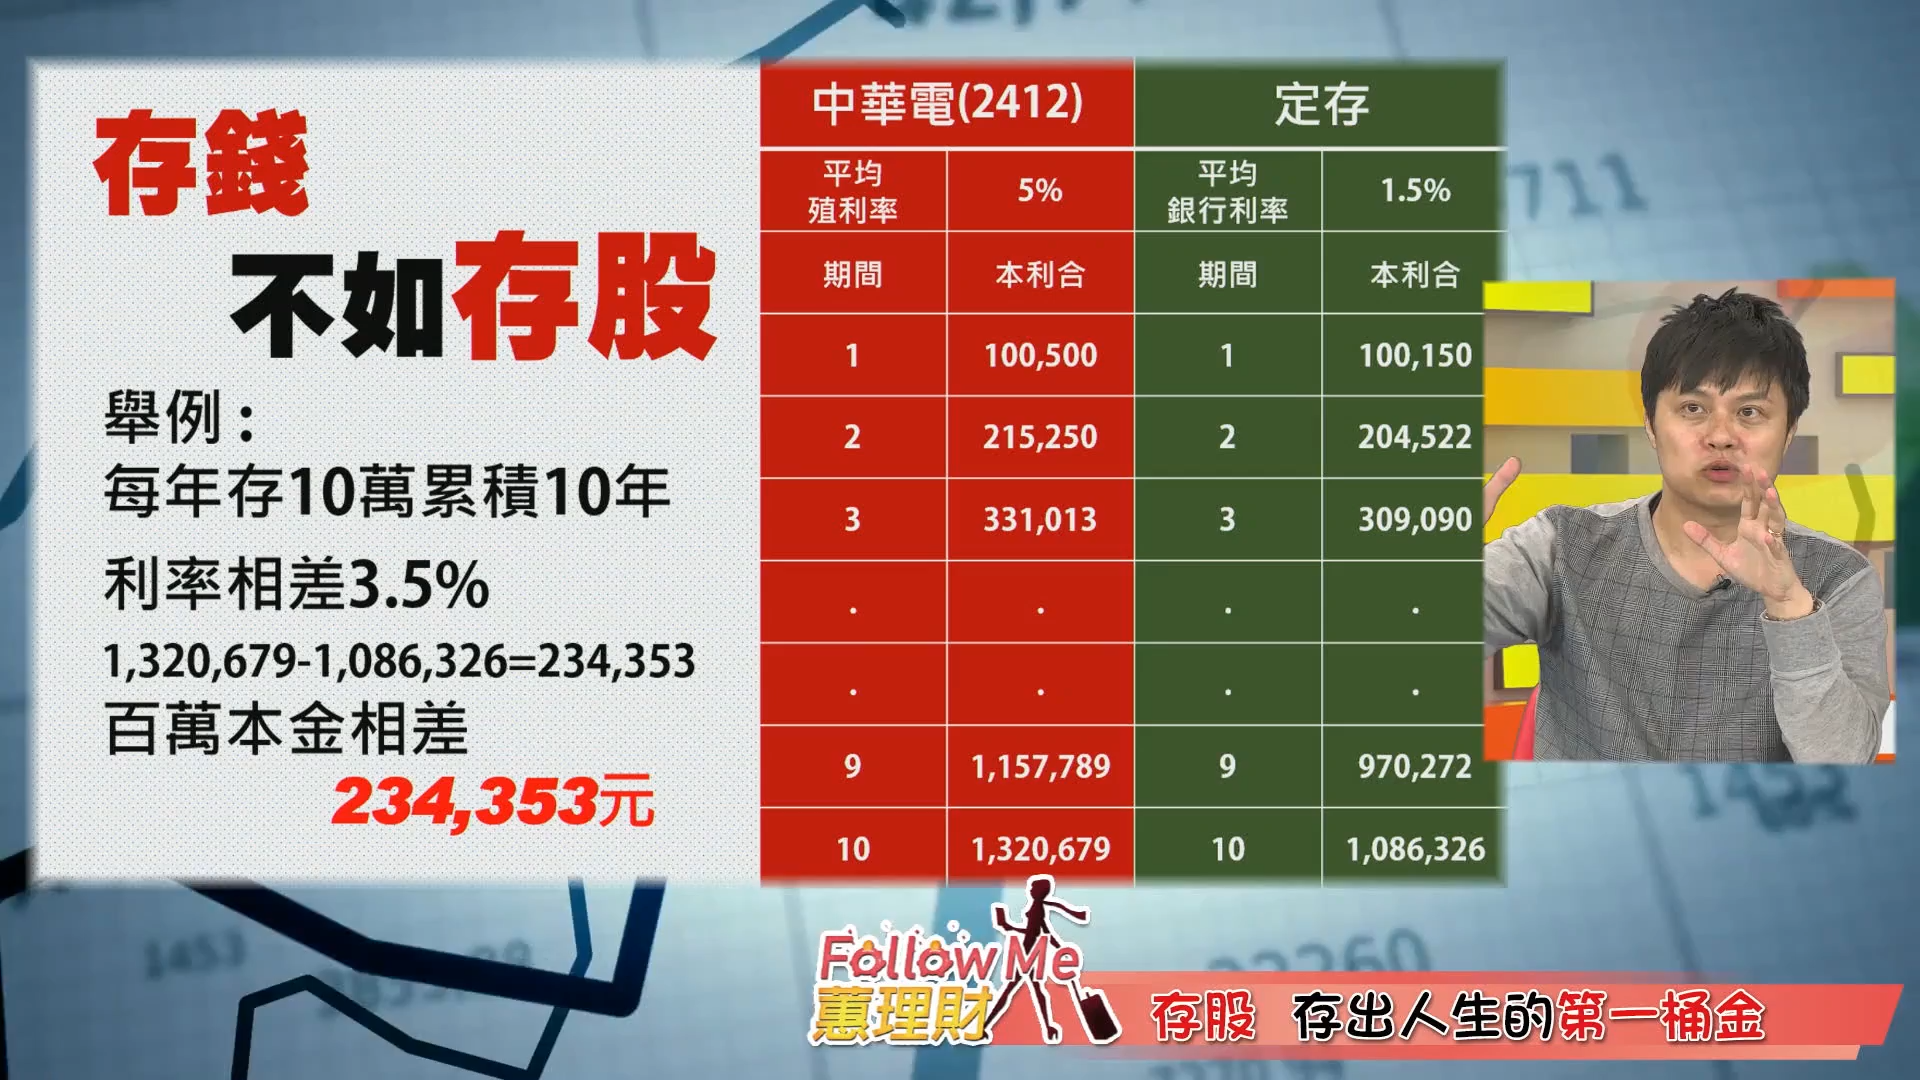 存錢
不如存股
舉例：
每年存10萬累積10年
利率相差3.5%
1,320,679-1,086,326=234,353
百萬本金相差
234,353元
中華電(2412) 定存
平均殖利率 5% 平均銀行利率 1.5%
期間 本利合 期間 本利合
1 100,500 1 100,150
2 215,250 2 204,522
3 331,013 3 309,090
. . . .
. . . .
9 1,157,789 9 970,272
10 1,320,679 10 1,086,326
Follow Me
蕙理財
存股 存出人生的第一桶金
711
1453